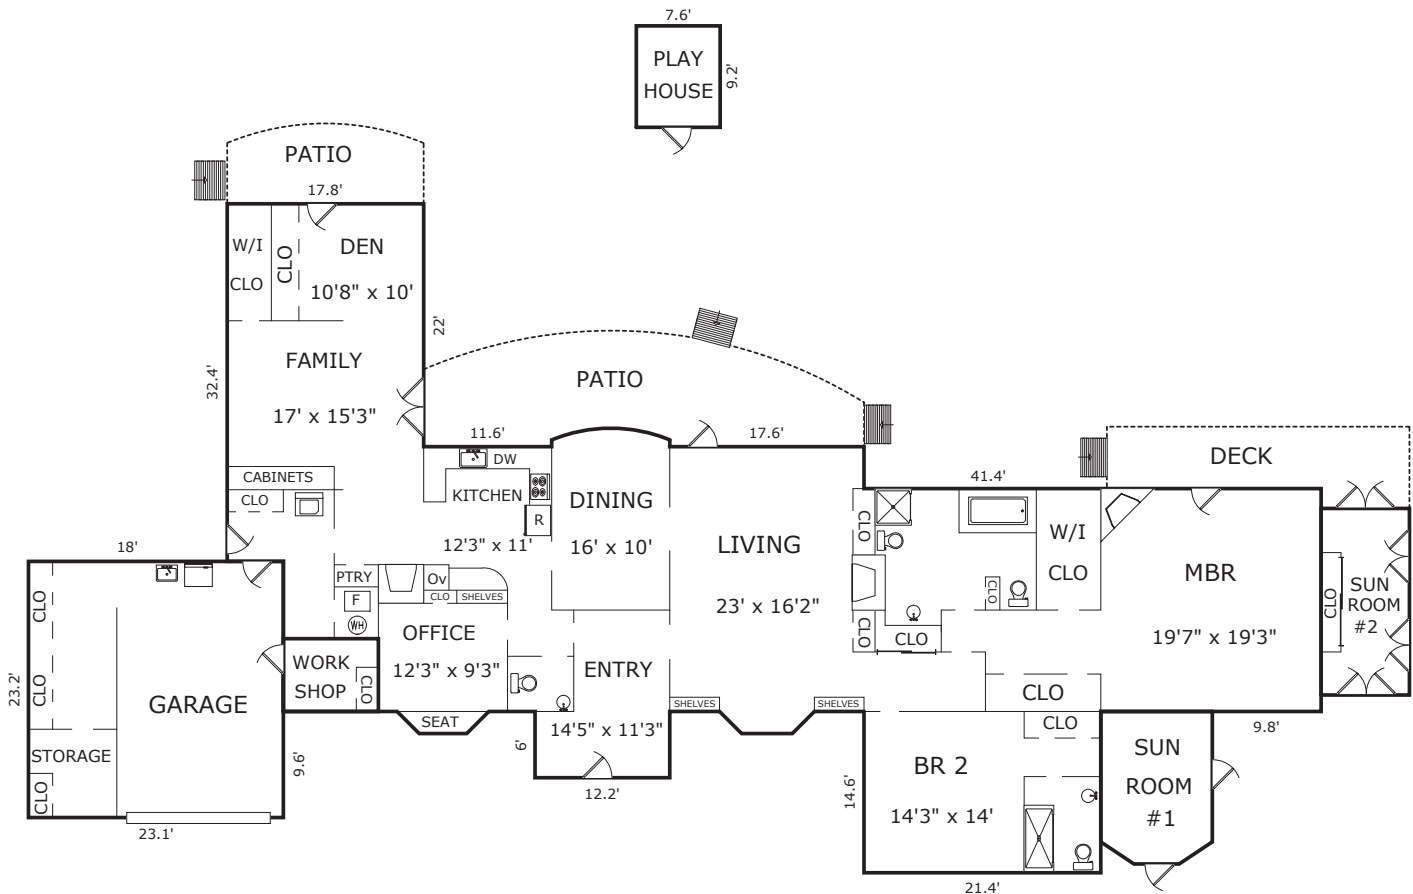 7.6'
PLAY
HOUSE
9.2'
PATIO
17.8'
W/I
CLO
CLO
DEN
10'8" x 10'
22'
FAMILY
17' x 15'3"
32.4'
PATIO
11.6'
17.6'
CABINETS
CLO
DW
KITCHEN
R
12'3" x 11'
DINING
16' x 10'
LIVING
23' x 16'2"
CLO
CLO
CLO
41.4'
DECK
W/I
CLO
CLO
MBR
19'7" x 19'3"
CLO
SUN
ROOM
#2
18'
PTRY
F
WH
Ov
CLO
SHELVES
OFFICE
12'3" x 9'3"
ENTRY
14'5" x 11'3"
WORK
SHOP
CLO
SEAT
SHELVES
SHELVES
CLO
CLO
9.8'
23.2'
CLO
CLO
GARAGE
STORAGE
CLO
9.6'
23.1'
6'
12.2'
14.6'
BR 2
14'3" x 14'
21.4'
SUN
ROOM
#1